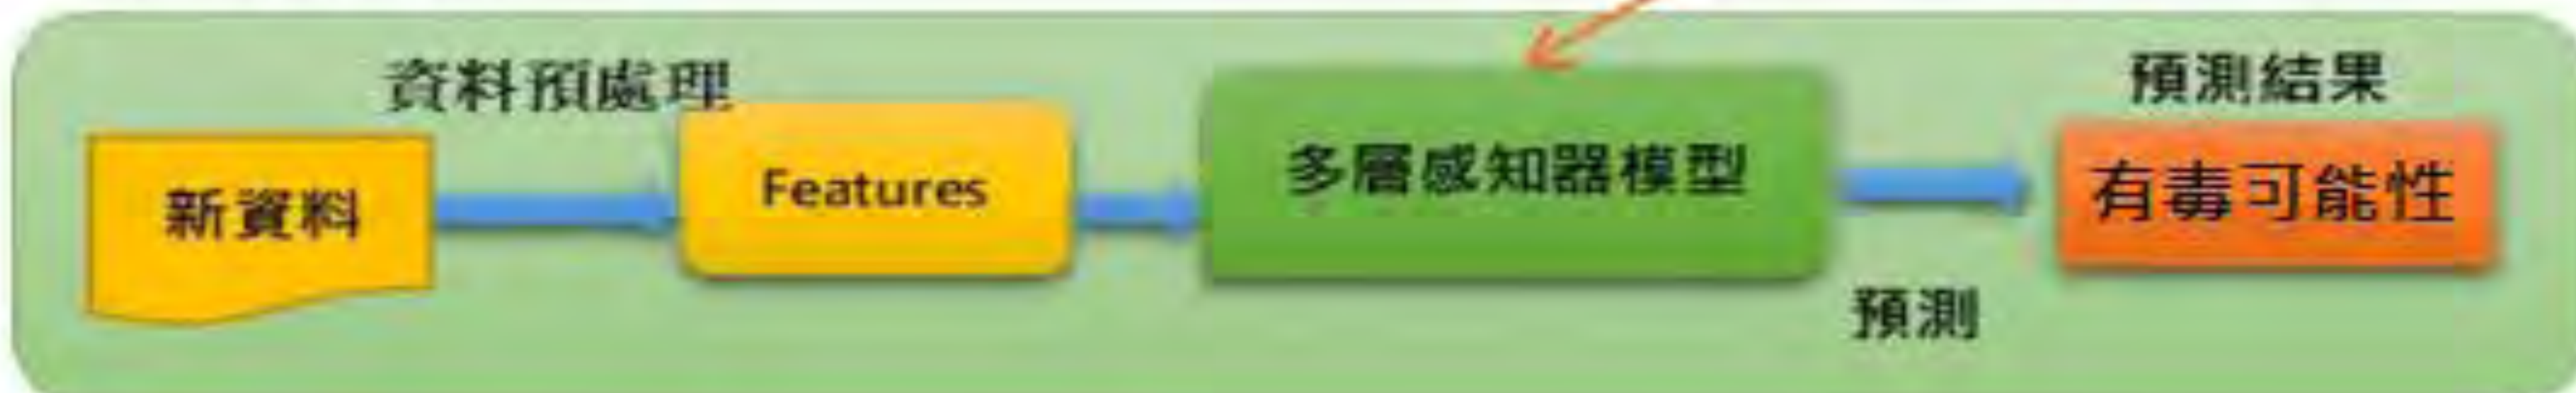 資料預處理
新資料
Features
多層感知器模型
預測
預測結果
有毒可能性